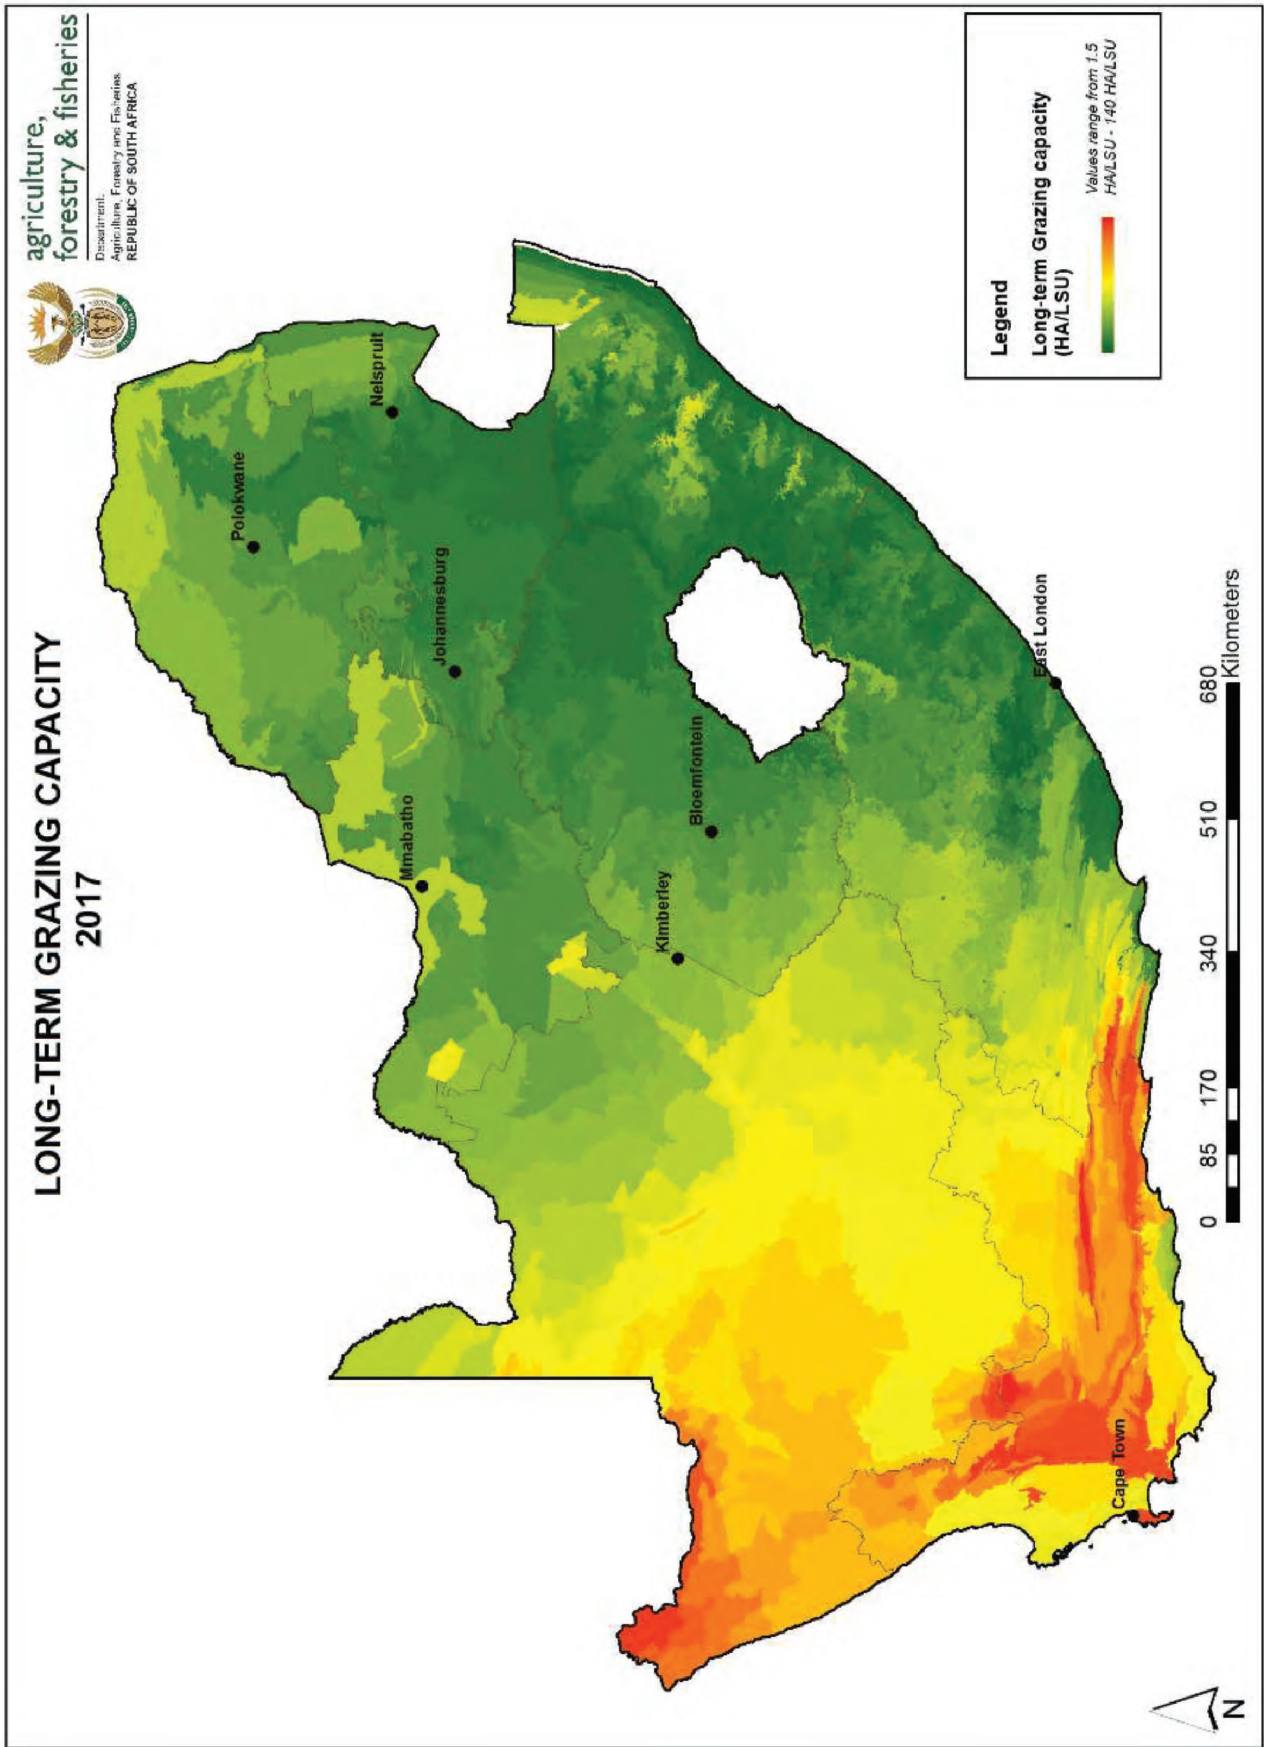 LONG-TERM GRAZING CAPACITY
2017
agriculture,
forestry & fisheries
Department:
Agriculture, Forestry and Fisheries
REPUBLIC OF SOUTH AFRICA
Polokwane
Nelspruit
Johannesburg
Mmabatho
Kimberley
Bloemfontein
East London
Cape Town
Legend
Long-term Grazing capacity
(HA/LSU)
Values range from 1.5
HA/LSU - 140 HA/LSU
0 85 170 340 510 680
Kilometers
N